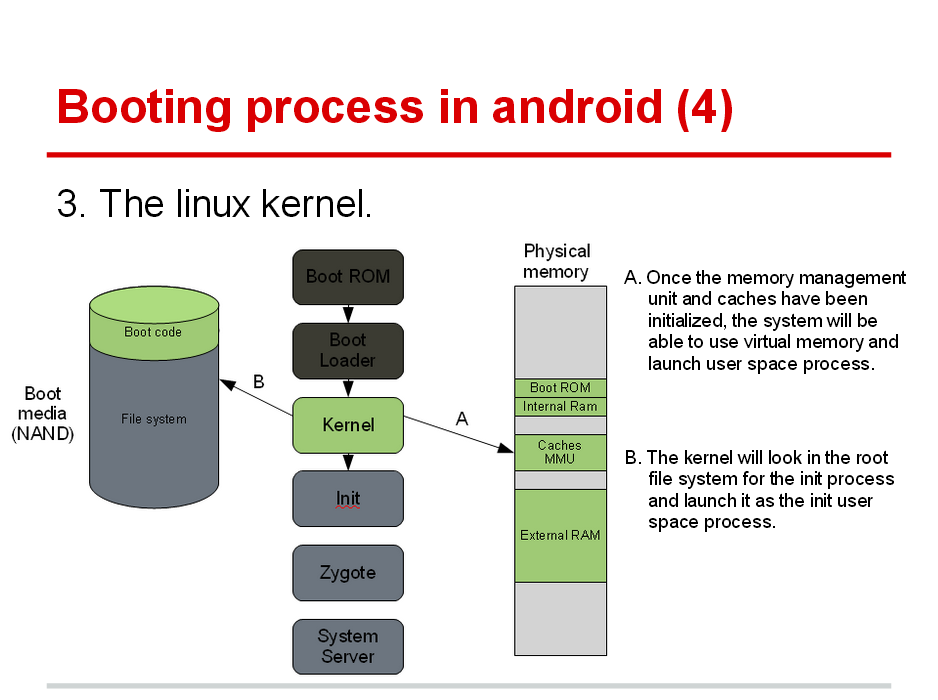 Booting process in android (4)
3. The linux kernel.
Boot code
File system
Boot
media
(NAND)
B
Boot ROM
Boot
Loader
Kernel
Init
Zygote
System
Server
A
Physical
memory
Boot ROM
Internal Ram
Caches
MMU
External RAM
A. Once the memory management
unit and caches have been
initialized, the system will be
able to use virtual memory and
launch user space process.
B. The kernel will look in the root
file system for the init process
and launch it as the init user
space process.